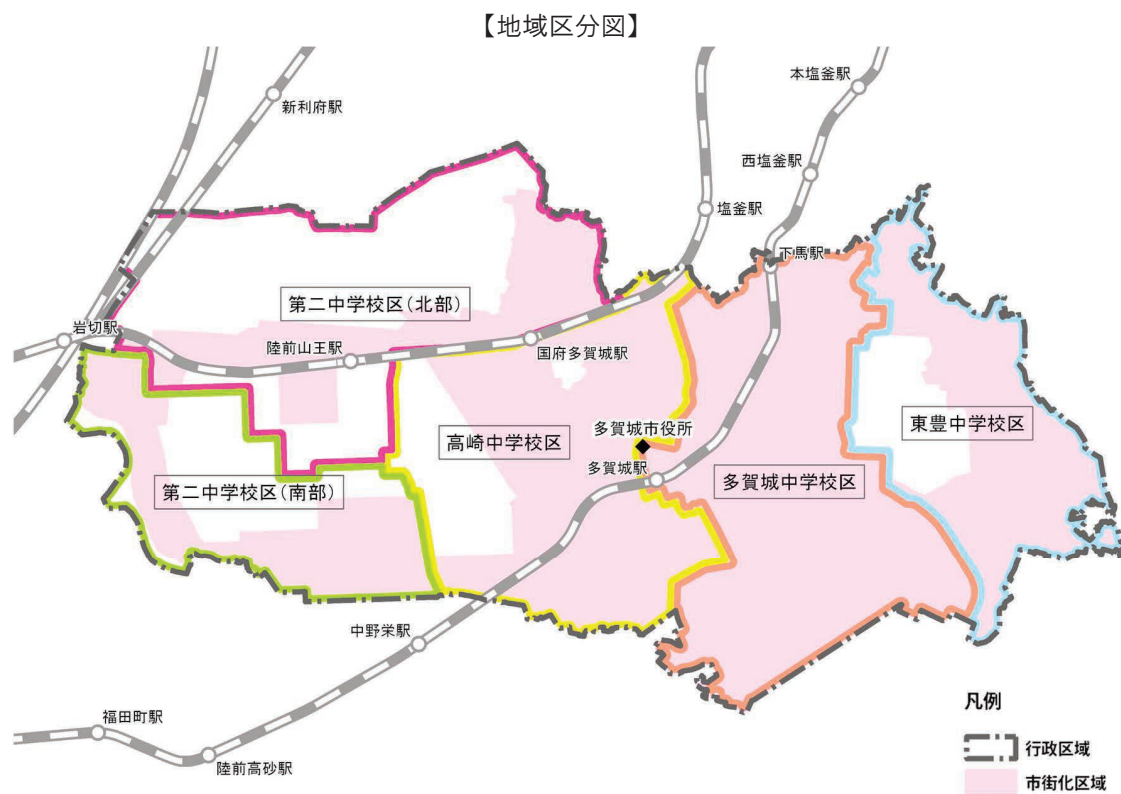 【地域区分図】
本塩釜駅
新利府駅
西塩釜駅
塩釜駅
下馬駅
第二中学校区(北部)
岩切駅
陸前山王駅
国府多賀城駅
東豊中学校区
多賀城市役所
高崎中学校区
多賀城駅
多賀城中学校区
第二中学校区(南部)
中野栄駅
福田町駅
陸前高砂駅
凡例
行政区域
市街化区域